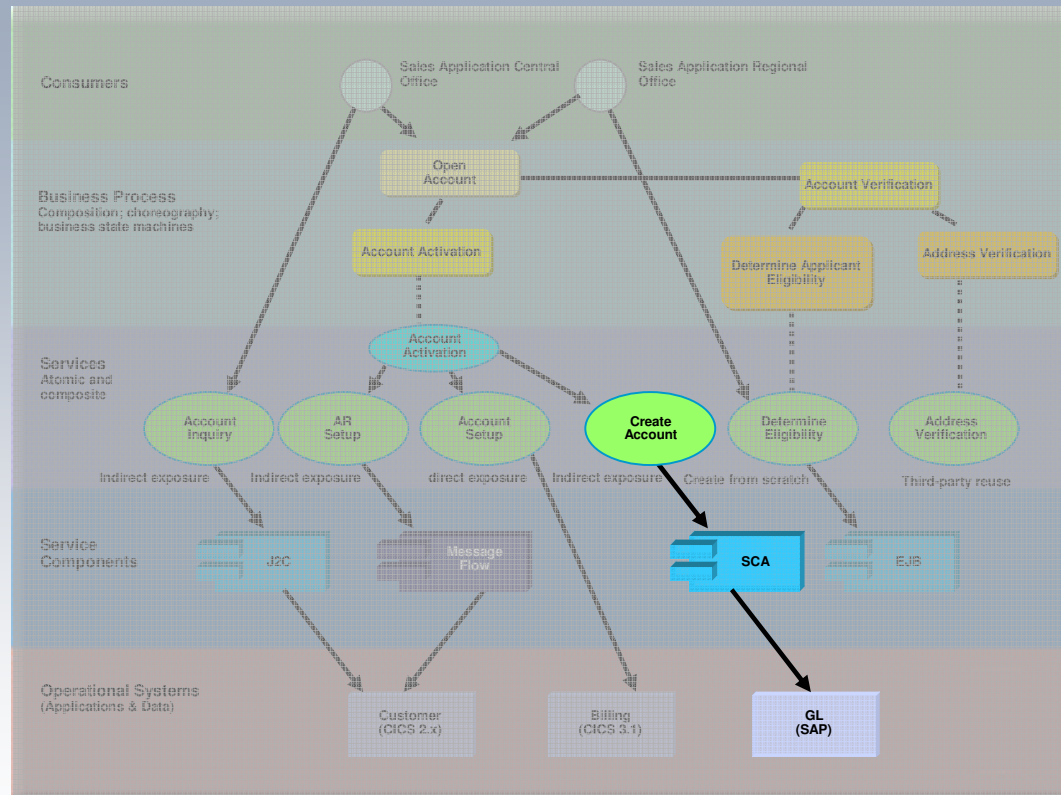 Consumers
Sales Application Central
Office
Sales Application Regional
Office
Business Process
Composition; choreography;
business state machines
Open
Account
Account Verification
Account Activation
Determine Applicant
Eligibility
Address Verification
Services
Atomic and
composite
Account
Activation
Account
Inquiry
AR
Setup
Account
Setup
Create
Account
Determine
Eligibility
Address
Verification
Indirect exposure
Indirect exposure
direct exposure
Indirect exposure
Create from scratch
Third-party reuse
Service
Components
J2C
Message
Flow
SCA
EJB
Operational Systems
(Applications & Data)
Customer
(CICS 2.x)
Billing
(CICS 3.1)
GL
(SAP)